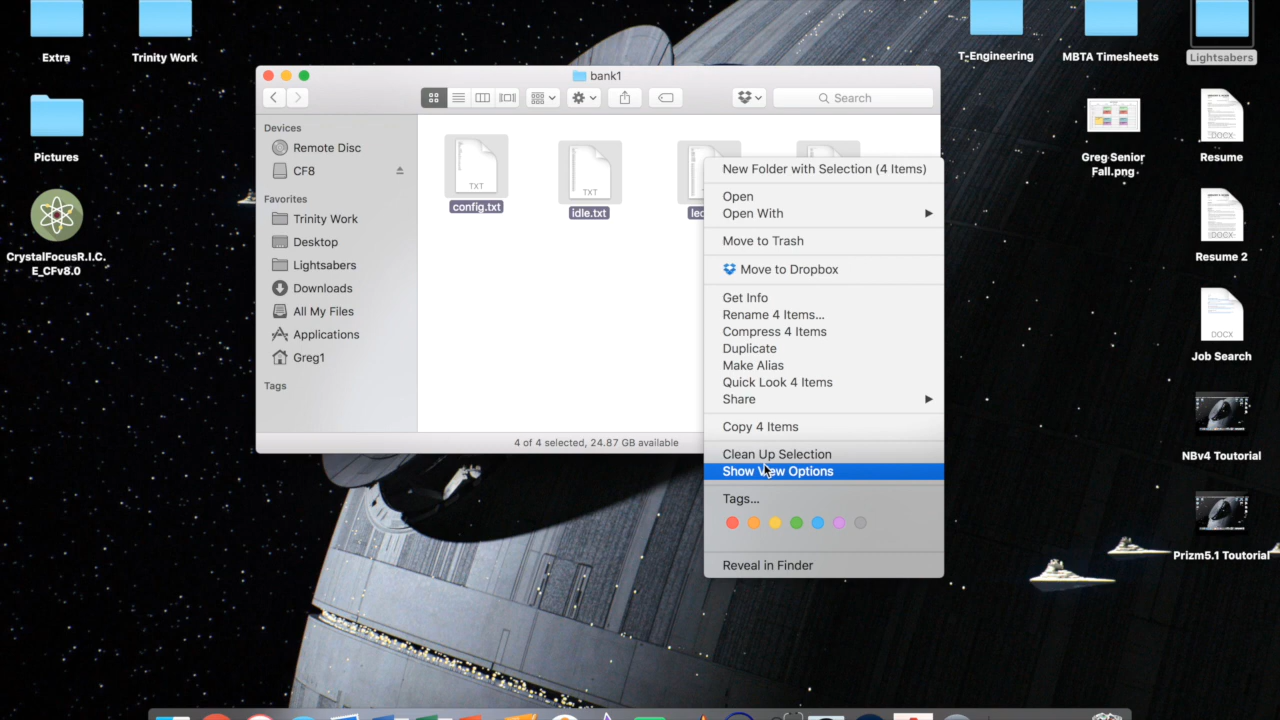 Extra
Trinity Work
T-Engineering
MBTA Timesheets
Lightsabers
bank1
Search
Pictures
Devices
Remote Disc
CF8
Favorites
Trinity Work
Desktop
Lightsabers
Downloads
All My Files
Applications
Greg1
Tags
TXT
config.txt
TXT
idle.txt
4 of 4 selected, 24.87 GB available
New Folder with Selection (4 Items)
Open
Open With
Move to Trash
Move to Dropbox
Get Info
Rename 4 Items...
Compress 4 Items
Duplicate
Make Alias
Quick Look 4 Items
Share
Copy 4 Items
Clean Up Selection
Show View Options
Tags...
Reveal in Finder
CrystalFocusR.I.C.
E_CFv8.0
Greg Senior
Fall.png
DOCX
Resume
DOCX
Resume 2
DOCX
Job Search
NBv4 Toutorial
Prizm5.1 Toutorial